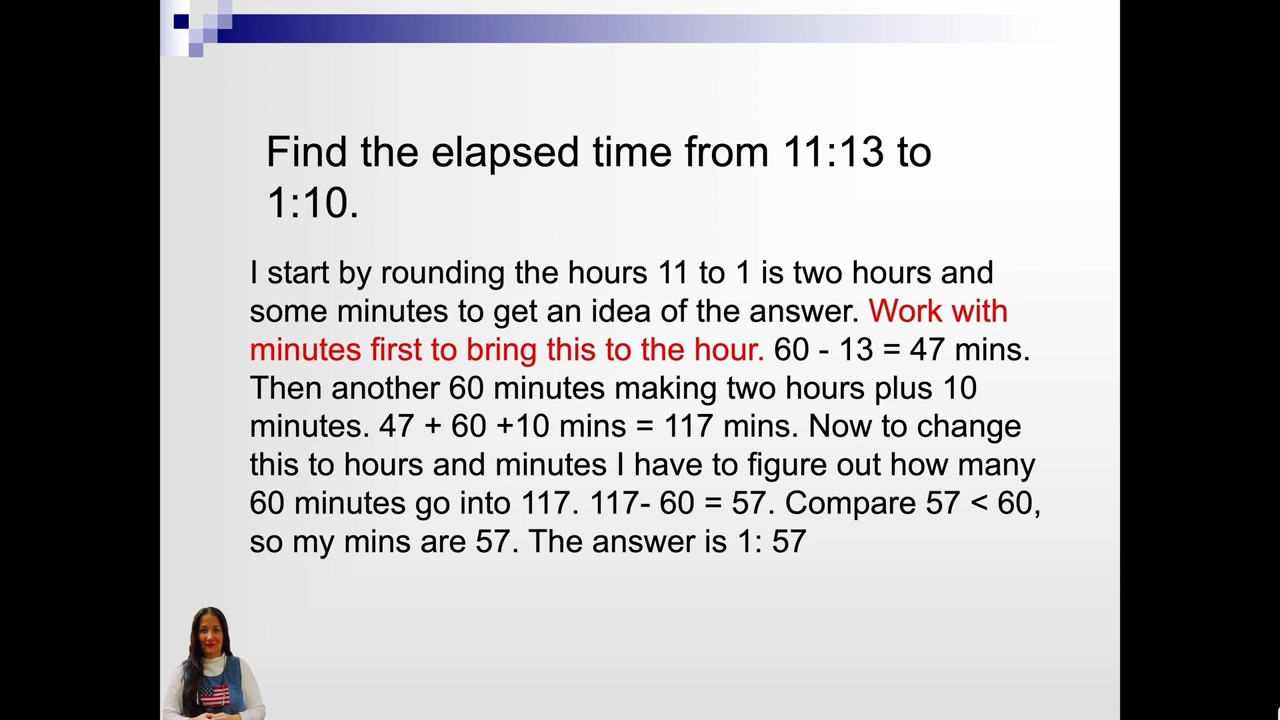 Find the elapsed time from 11:13 to
1:10.
I start by rounding the hours 11 to 1 is two hours and
some minutes to get an idea of the answer. Work with
minutes first to bring this to the hour. 60 - 13 = 47 mins.
Then another 60 minutes making two hours plus 10
minutes. 47 + 60 +10 mins = 117 mins. Now to change
this to hours and minutes I have to figure out how many
60 minutes go into 117. 117- 60 = 57. Compare 57 < 60,
so my mins are 57. The answer is 1: 57